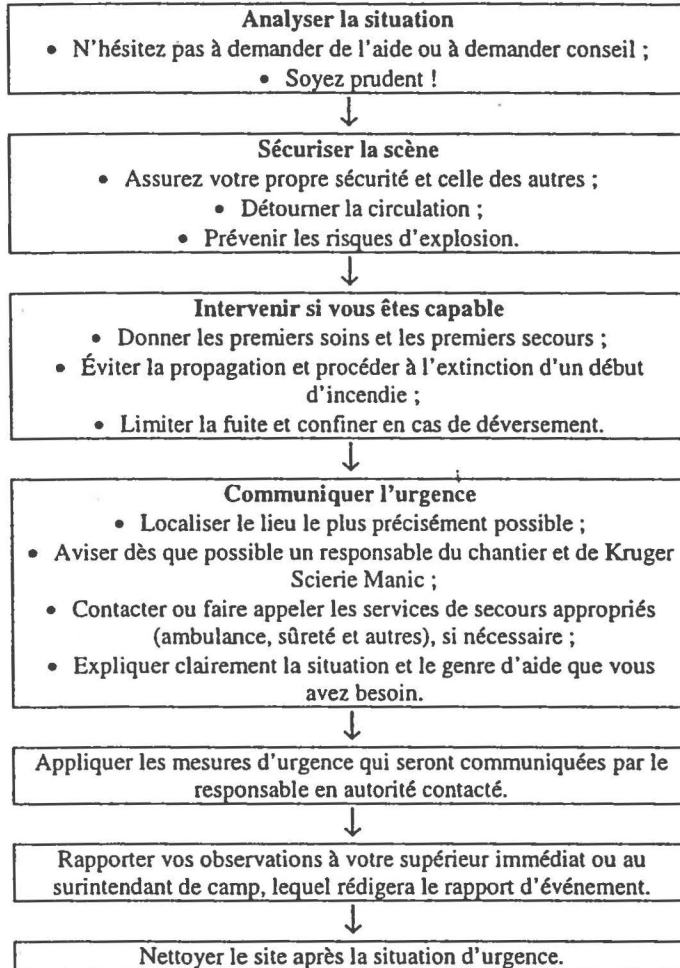 Analyser la situation
• N'hésitez pas à demander de l'aide ou à demander conseil ;
• Soyez prudent !
↓
Sécuriser la scène
• Assurez votre propre sécurité et celle des autres ;
• Détourner la circulation ;
• Prévenir les risques d'explosion.
↓
Intervenir si vous êtes capable
• Donner les premiers soins et les premiers secours ;
• Éviter la propagation et procéder à l'extinction d'un début
d'incendie ;
• Limiter la fuite et confiner en cas de déversement.
↓
Communiquer l'urgence
• Localiser le lieu le plus précisément possible ;
• Aviser dès que possible un responsable du chantier et de Kruger
Scierie Manic ;
• Contacter ou faire appeler les services de secours appropriés
(ambulance, sûreté et autres), si nécessaire ;
• Expliquer clairement la situation et le genre d'aide que vous
avez besoin.
↓
Appliquer les mesures d'urgence qui seront communiquées par le
responsable en autorité contacté.
↓
Rapporter vos observations à votre supérieur immédiat ou au
surintendant de camp, lequel rédigera le rapport d'événement.
↓
Nettoyer le site après la situation d'urgence.